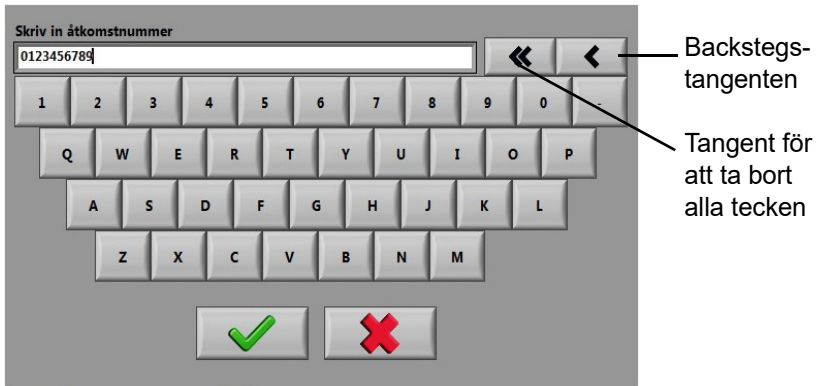 Skriv in åtkomstnummer
0123456789
Backstegs-
tangenten
1 2 3 4 5 6 7 8 9 0 -
Tangent för
att ta bort
alla tecken
Q W E R T Y U I O P
A S D F G H J K L
Z X C V B N M